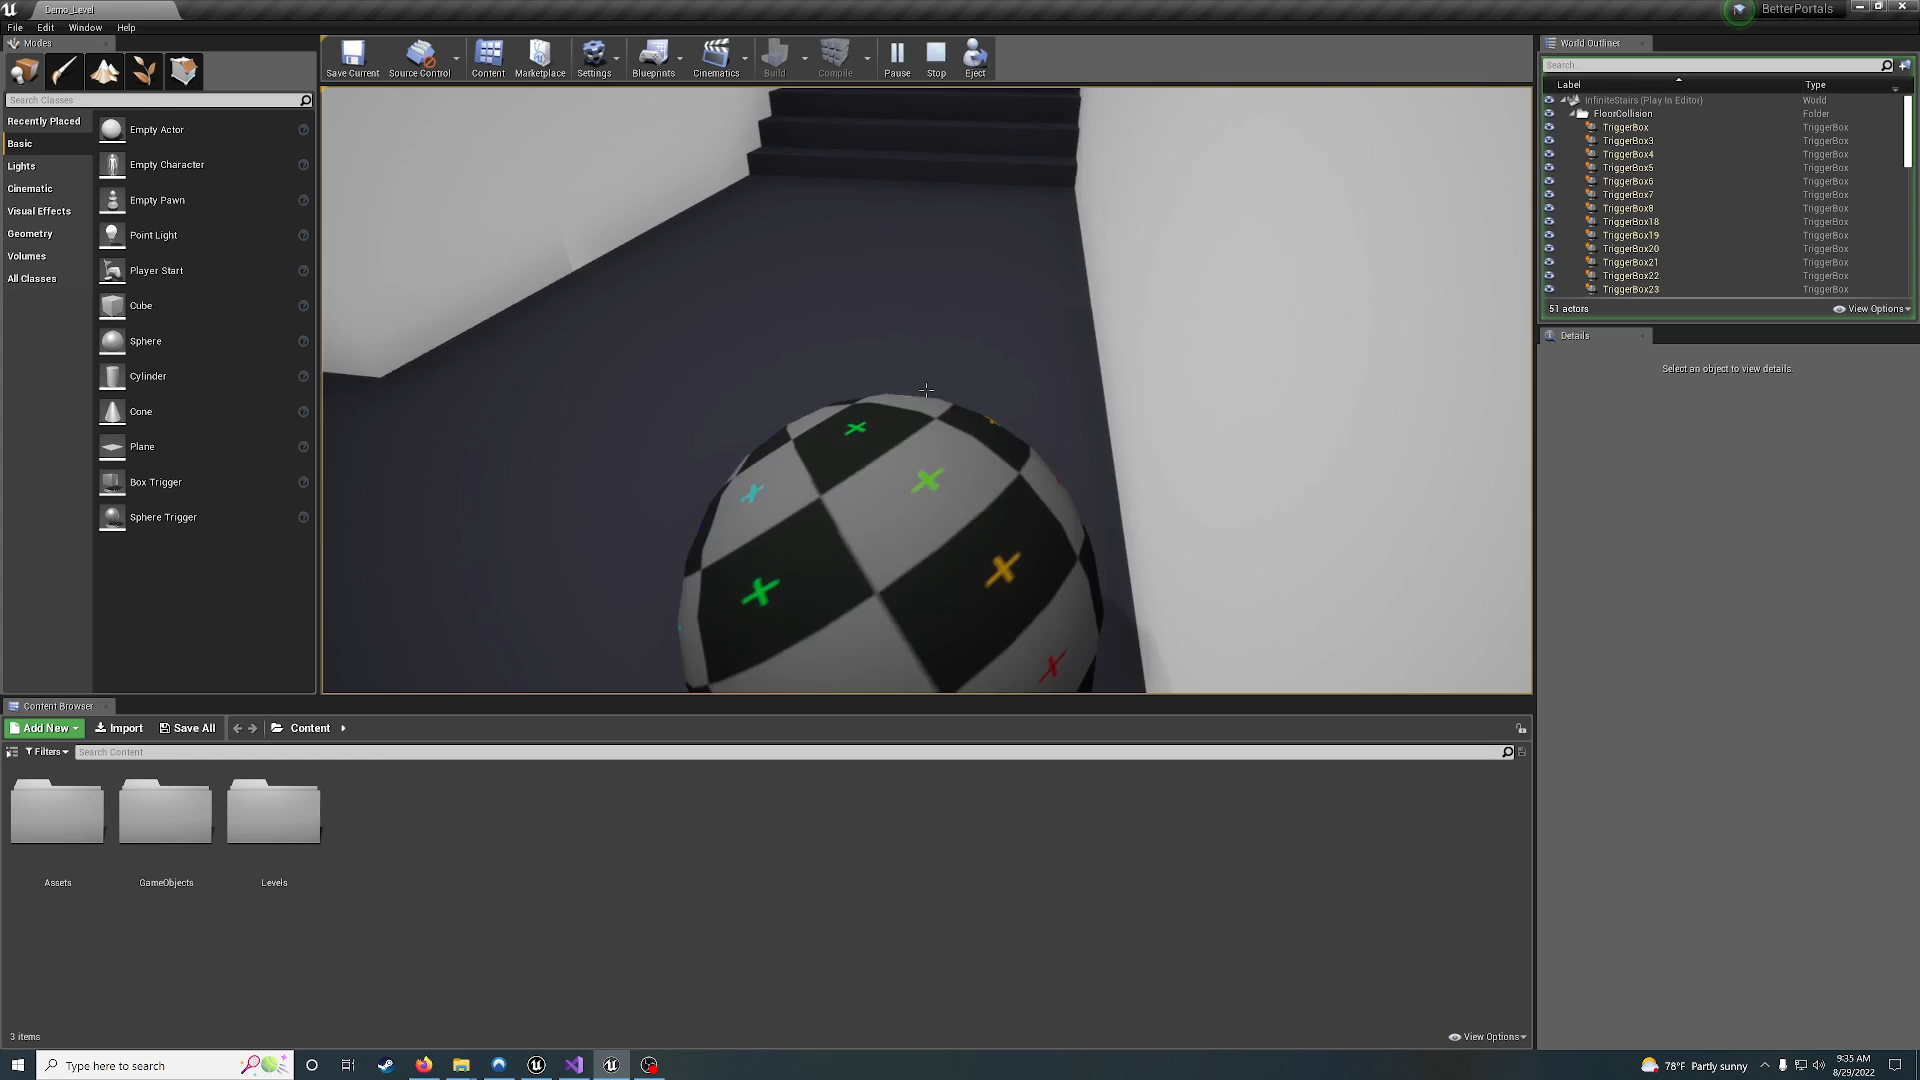 Demo_Level
BetterPortals
File Edit Window Help
Modes
Search Classes
Recently Placed
Basic
Lights
Cinematic
Visual Effects
Geometry
Volumes
All Classes
Empty Actor
Empty Character
Empty Pawn
Point Light
Player Start
Cube
Sphere
Cylinder
Cone
Plane
Box Trigger
Sphere Trigger
Save Current Source Control Content Marketplace Settings Blueprints Cinematics Build Compile Pause Stop Eject
World Outliner
Search...
Label Type
InfiniteStairs (Play In Editor) World
FloorCollision Folder
TriggerBox TriggerBox
TriggerBox3 TriggerBox
TriggerBox4 TriggerBox
TriggerBox5 TriggerBox
TriggerBox6 TriggerBox
TriggerBox7 TriggerBox
TriggerBox8 TriggerBox
TriggerBox18 TriggerBox
TriggerBox19 TriggerBox
TriggerBox20 TriggerBox
TriggerBox21 TriggerBox
TriggerBox22 TriggerBox
TriggerBox23 TriggerBox
51 actors View Options
Details
Select an object to view details.
Content Browser
Add New Import Save All Content
Filters Search Content
Assets GameObjects Levels
3 items View Options
Type here to search
78°F Partly sunny
9:35 AM
8/29/2022